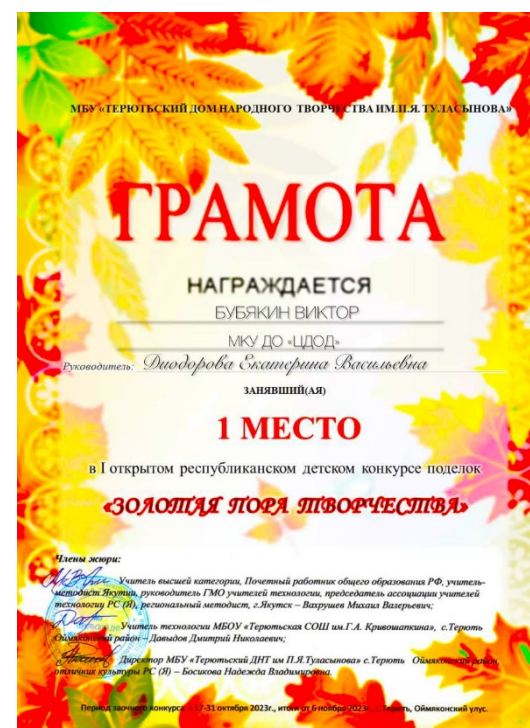 МБУ «ТЕРЮТЬСКИЙ ДОМ НАРОДНОГО ТВОРЧЕСТВА ИМ.П.Я. ТУЛАСЫНОВА»
ГРАМОТА
НАГРАЖДАЕТСЯ
БУБЯКИН ВИКТОР
МКУ ДО «ЦДОД»
Руководитель: Диодорова Екатерина Васильевна
ЗАНЯВШИЙ(АЯ)
1 МЕСТО
в I открытом республиканском детском конкурсе поделок
«ЗОЛОТАЯ ПОРА ТВОРЧЕСТВА»
Члены жюри:
Учитель высшей категории, Почетный работник общего образования РФ, учитель-
методист Якутии, руководитель ГМО учителей технологии, председатель ассоциации учителей
технологии РС (Я), региональный методист, г.Якутск – Вахрушев Михаил Валерьевич;
Учитель технологии МБОУ «Терютьская СОШ им.Г.А. Кривошапкина», с.Терють
Оймяконский район – Давыдов Дмитрий Николаевич;
Директор МБУ «Терютьский ДНТ им П.Я.Туласынова» с.Терють Оймяконский район,
отличник культуры РС (Я) – Босикова Надежда Владимировна
Период заочного конкурса с 17-31 октября 2023г., итоги от 6 ноября 2023г. с.Терють, Оймяконский улус.